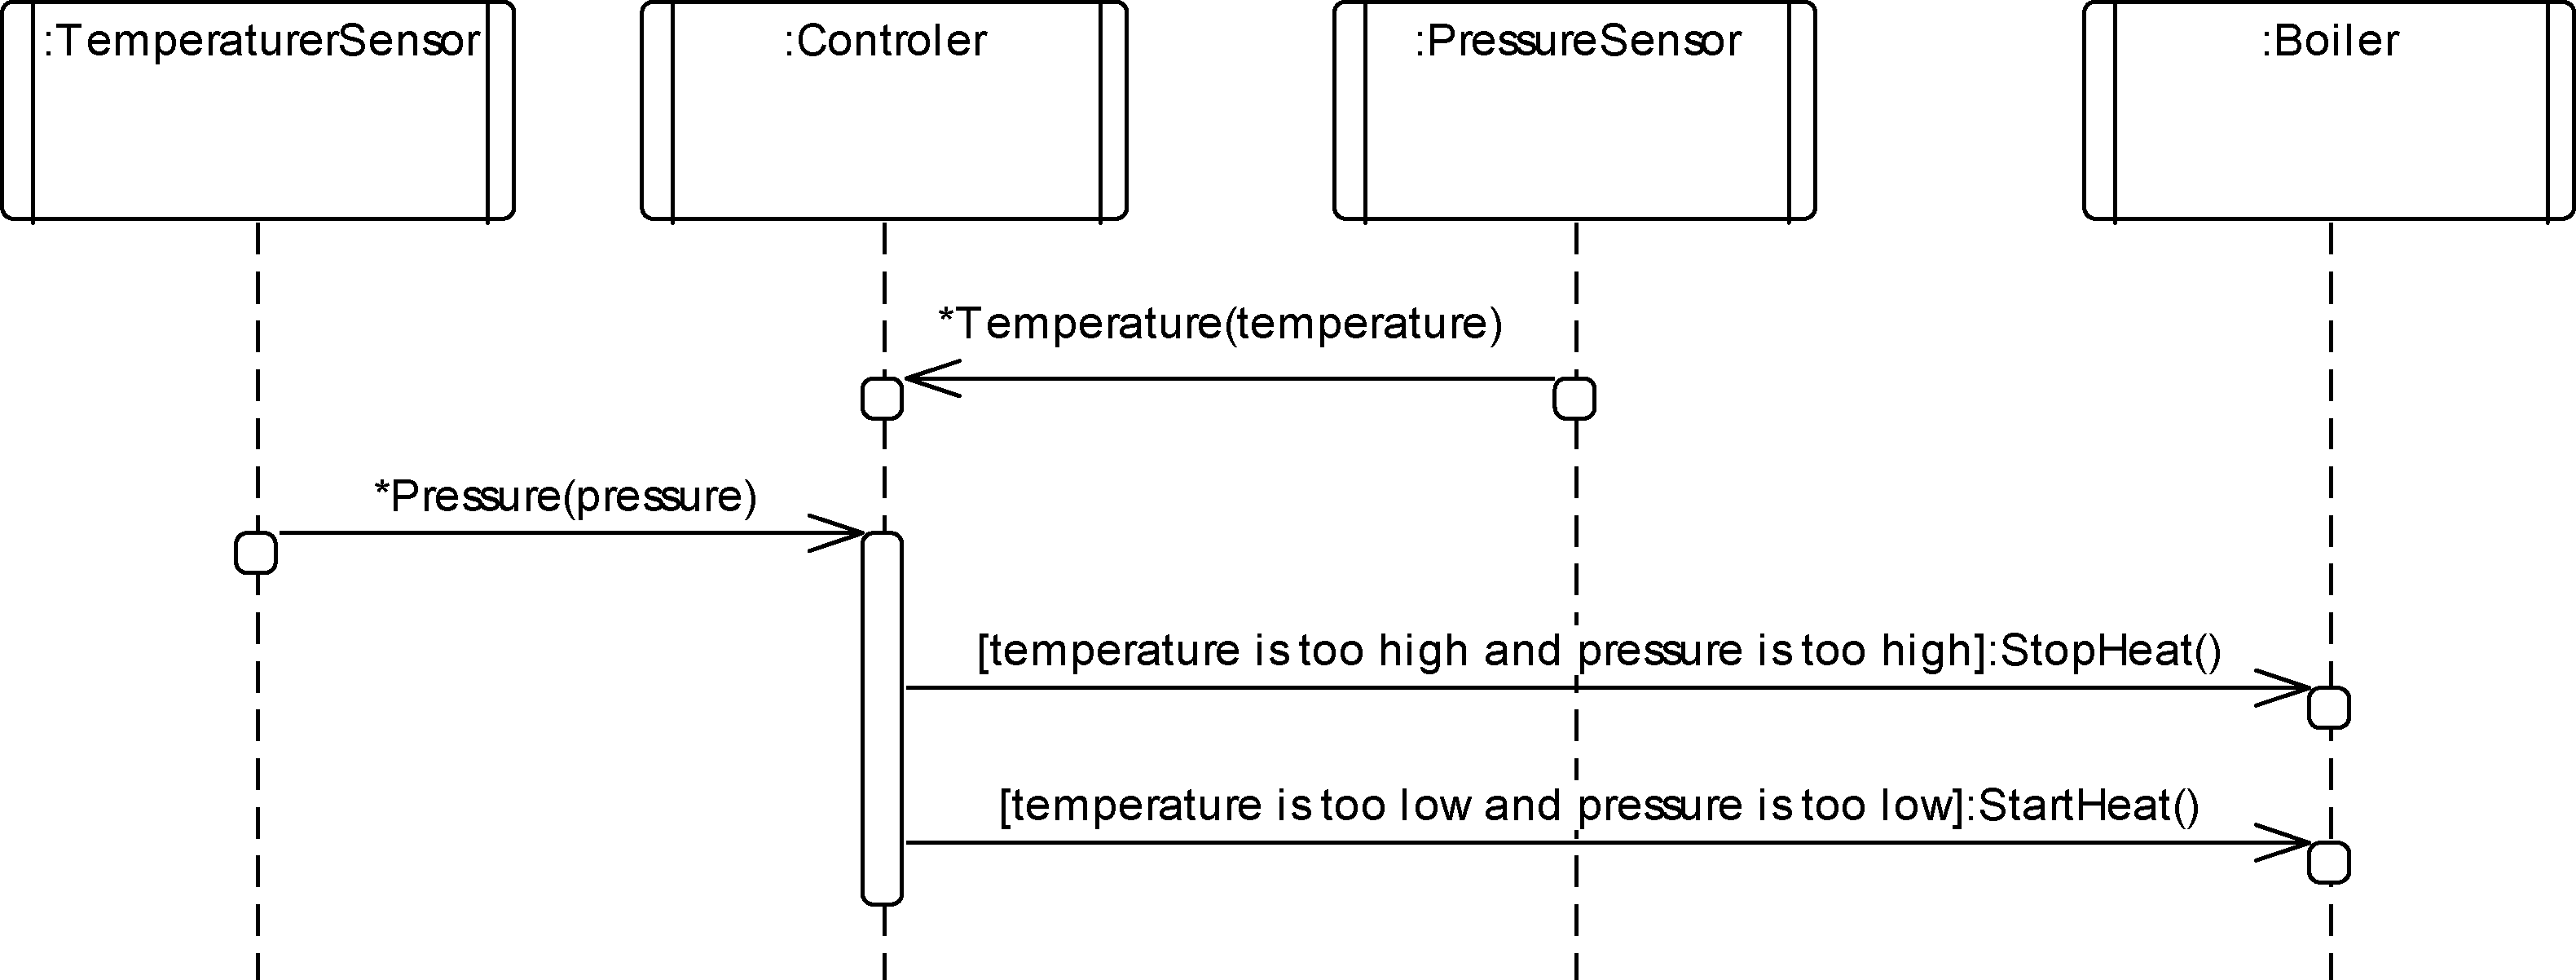 :TemperaturerSensor
:Controler
:PressureSensor
:Boiler
*Temperature(temperature)
*Pressure(pressure)
[temperature is too high and pressure is too high]:StopHeat()
[temperature is too low and pressure is too low]:StartHeat()